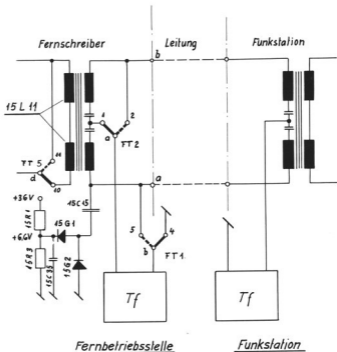 Fernschreiber
Leitung
Funkstation
b
15 L 11
1
2
a
FT 2
FT 5
11
d
10
a
+36V
15R1
15C15
15G1
+6,6V
15R3
15C35
15G2
5
4
b
FT 1
Tf
Tf
Fernbetriebsstelle
Funkstation